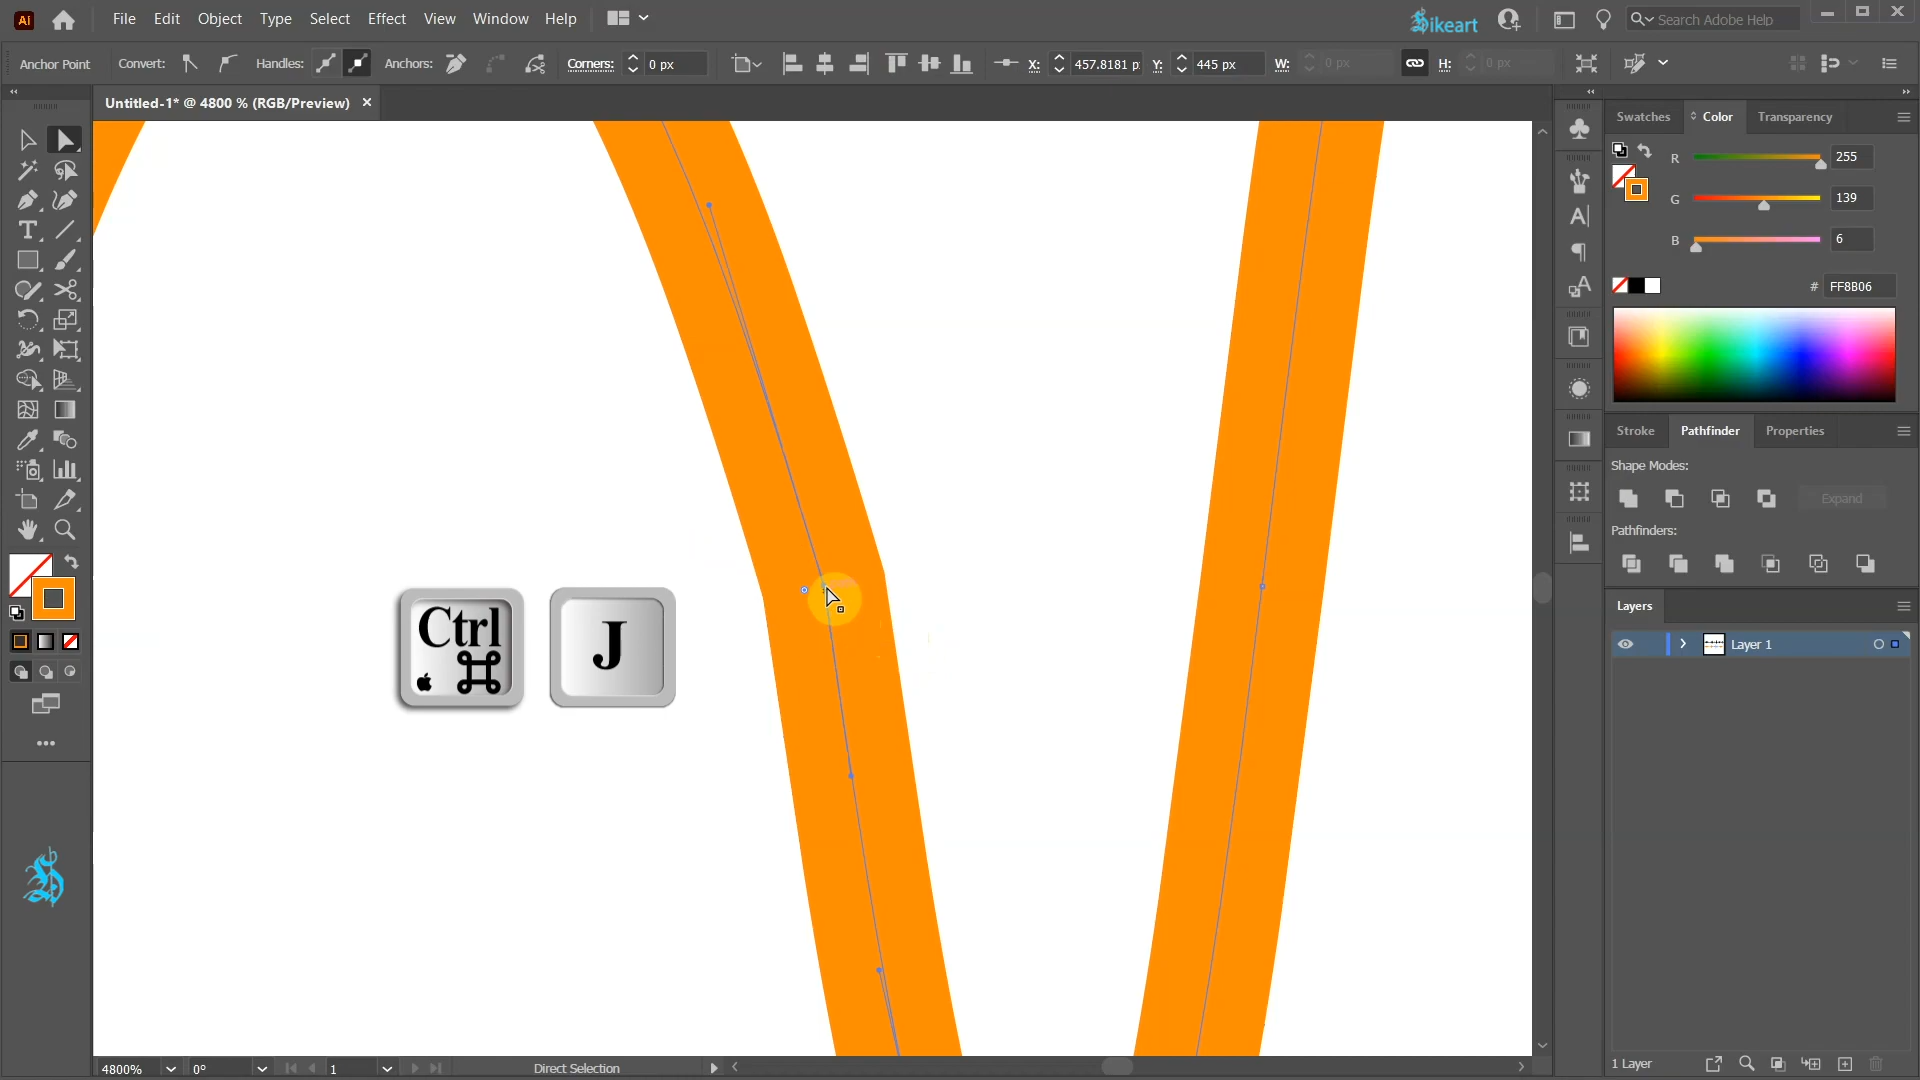 Ai File Edit Object Type Select Effect View Window Help Sikeart Search Adobe Help
Anchor Point Convert: Handles: Anchors: Corners: 0 px X: 457.8181 p Y: 445 px W: 0 px H: 0 px
Untitled-1* @ 4800 % (RGB/Preview)
Swatches Color Transparency
R 255
G 139
B 6
# FF8B06
Stroke Pathfinder Properties
Shape Modes:
Expand
Pathfinders:
Layers
Layer 1
Ctrl
J
1 Layer
4800% 0° 1 Direct Selection